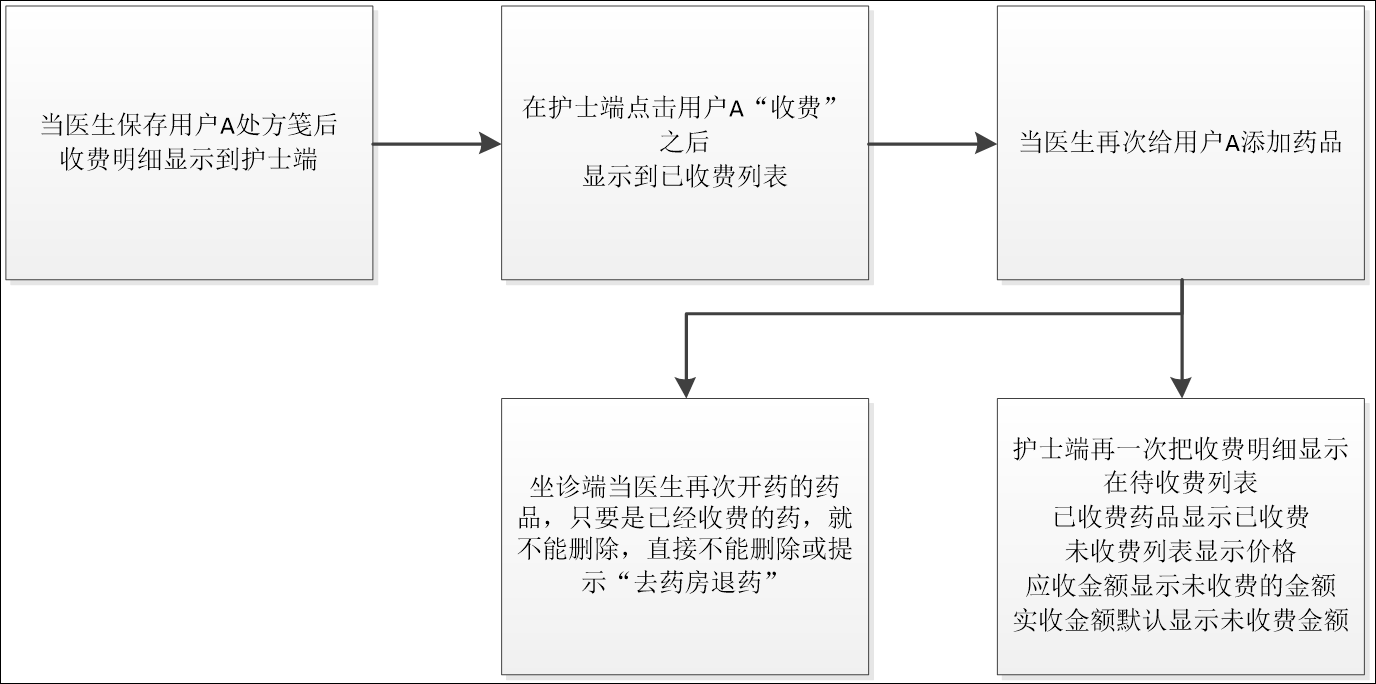 当医生保存用户A处方笺后
收费明细显示到护士端
在护士端点击用户A“收费”
之后
显示到已收费列表
当医生再次给用户A添加药品
坐诊端当医生再次开药的药
品，只要是已经收费的药，就
不能删除，直接不能删除或提
示“去药房退药”
护士端再一次把收费明细显示
在待收费列表
已收费药品显示已收费
未收费列表显示价格
应收金额显示未收费的金额
实收金额默认显示未收费金额